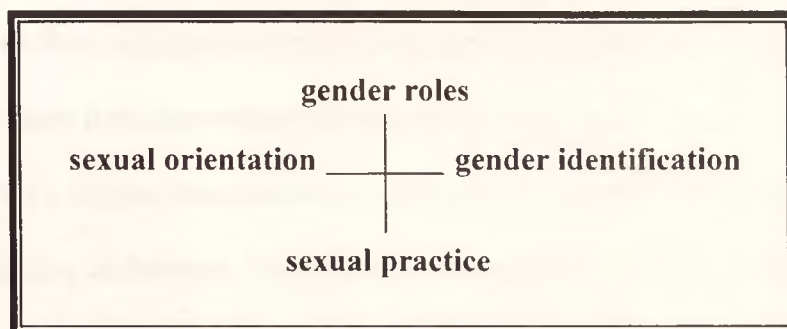 gender roles
sexual orientation gender identification
sexual practice